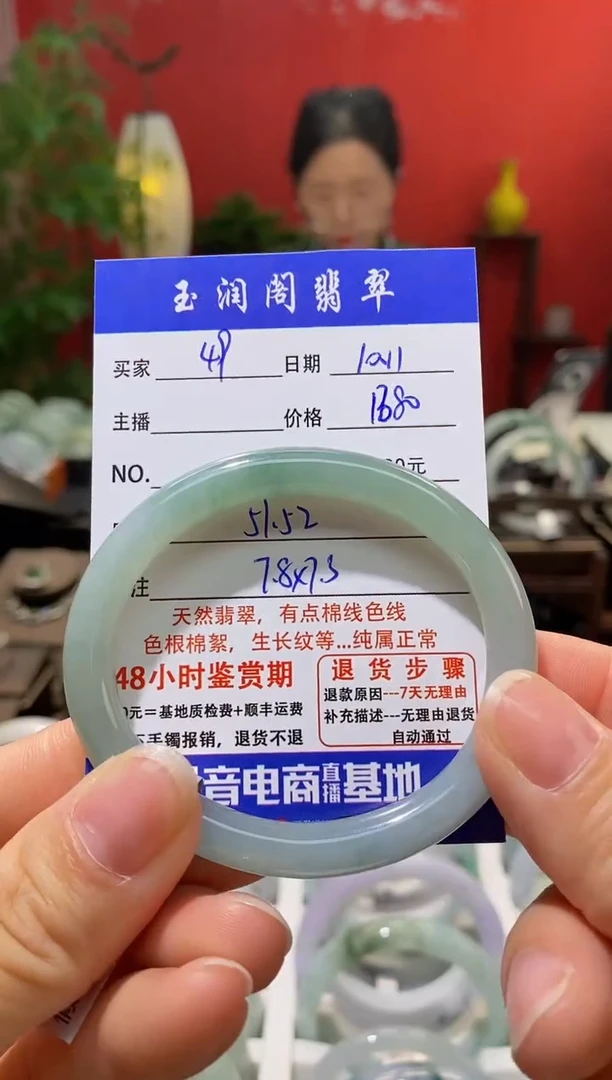 玉润阁翡翠
买家 49 日期 10.11
主播 价格 1380
NO. 元
51.52
注 7.8x7.3
天然翡翠，有点棉线色线
色根棉絮，生长纹等...纯属正常
48小时鉴赏期
元＝基地质检费+顺丰运费
手镯报销，退货不退
退货步骤
退款原因---7天无理由
补充描述---无理由退货
自动通过
音电商直播基地